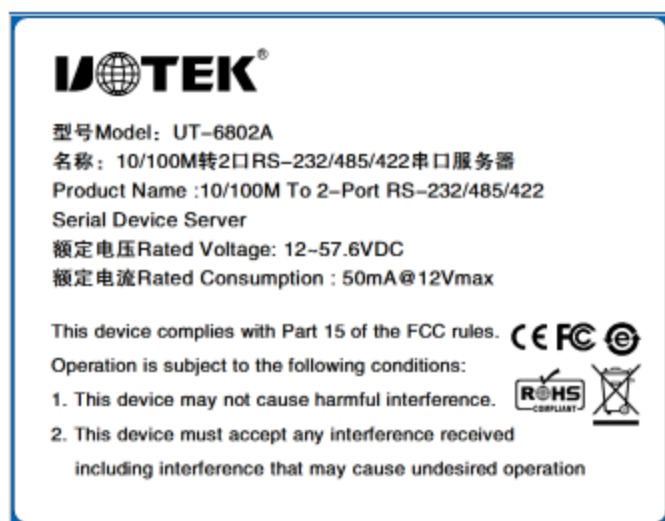 UTEK®
型号Model：UT-6802A
名称：10/100M转2口RS-232/485/422串口服务器
Product Name :10/100M To 2-Port RS-232/485/422
Serial Device Server
额定电压Rated Voltage: 12~57.6VDC
额定电流Rated Consumption : 50mA@12Vmax
This device complies with Part 15 of the FCC rules. CE FC e
Operation is subject to the following conditions:
1. This device may not cause harmful interference. ROHS
COMPLIANT
2. This device must accept any interference received
including interference that may cause undesired operation